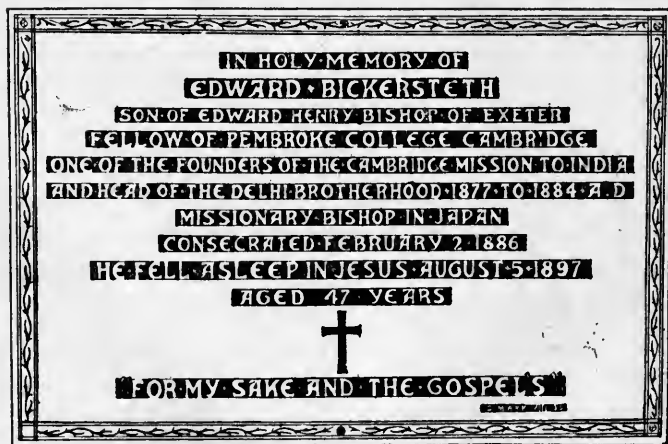 IN HOLY·MEMORY OF
EDWARD·BICKERSTETH
SON·OF EDWARD HENRY·BISHOP OF EXETER
FELLOW·OF PEMBROKE COLLEGE CAMBRIDGE
ONE·OF THE FOUNDERS OF THE CAMBRIDGE MISSION TO·INDIA
AND·HEAD OF THE DELHI·BROTHERHOOD·1877·TO·1884·A.D
MISSIONARY·BISHOP IN·JAPAN
CONSECRATED·FEBRUARY 2·1886
HE·FELL·ASLEEP IN JESUS·AUGUST·5·1897
AGED 47 YEARS
"FOR·MY·SAKE AND THE GOSPEL'S"